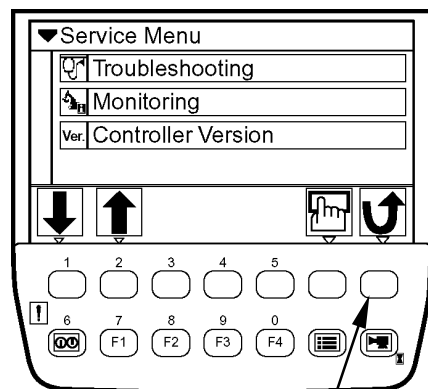 Service Menu
Troubleshooting
Monitoring
Ver. Controller Version
1 2 3 4 5
6 7 8 9 0
F1 F2 F3 F4